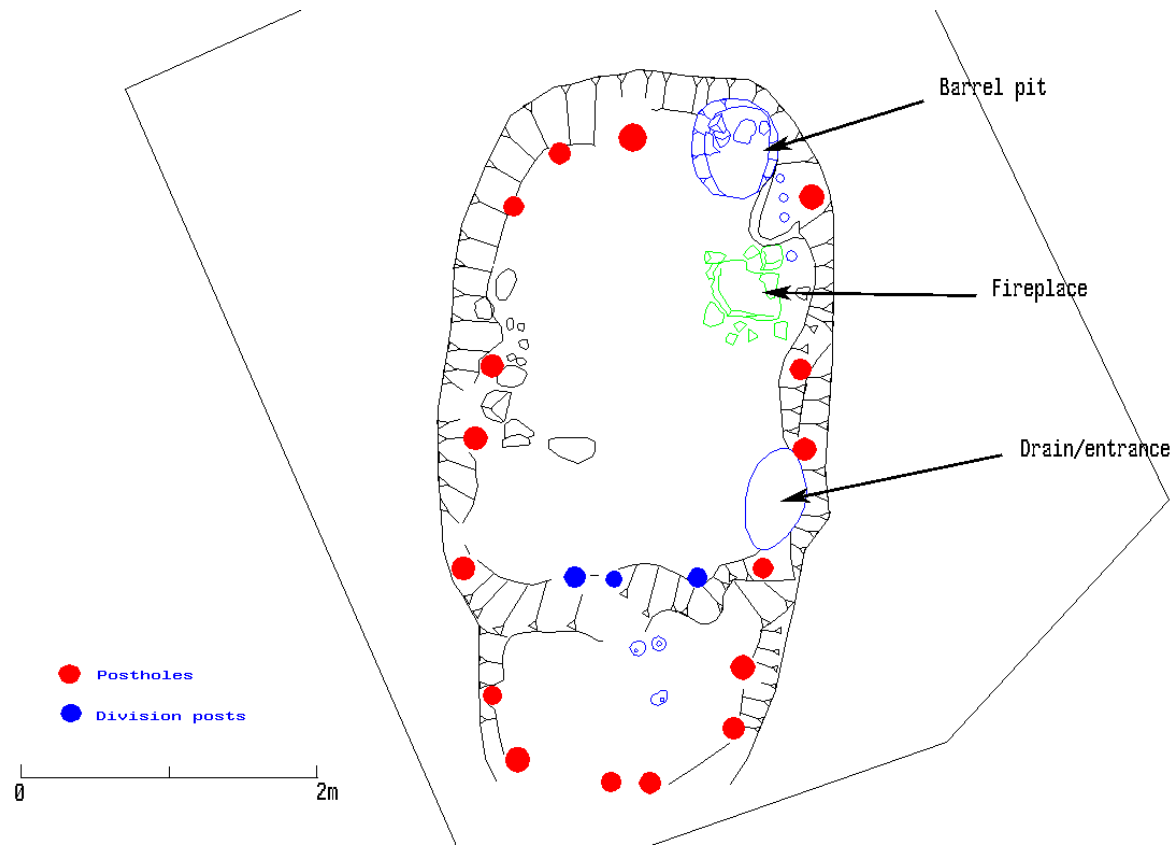 Barrel pit
Fireplace
Drain/entrance
Postholes
Division posts
0 2m